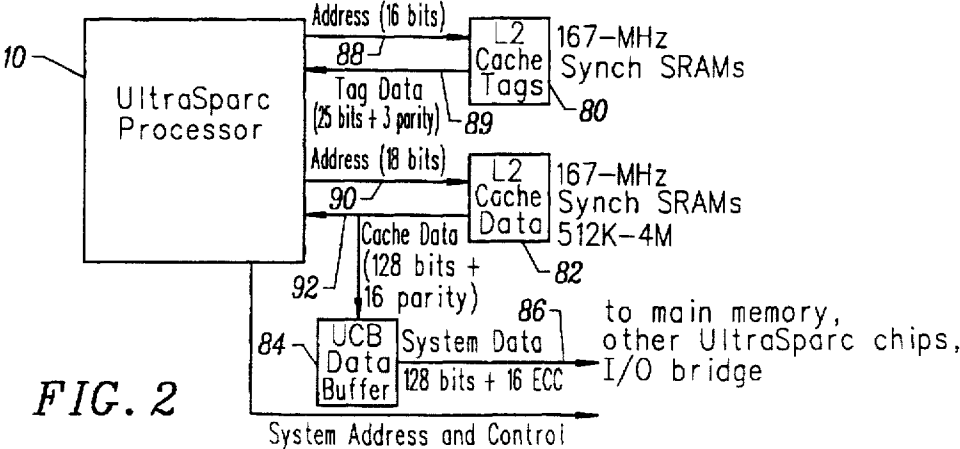 Address (16 bits)
10
88
L2
Cache
Tags
167-MHz
Synch SRAMs
UltraSparc
Processor
Tag Data
(25 bits + 3 parity)
89
80
Address (18 bits)
90
L2
Cache
Data
167-MHz
Synch SRAMs
512K-4M
92
Cache Data
(128 bits +
16 parity)
82
84
UCB
Data
Buffer
System Data
86
128 bits + 16 ECC
to main memory,
other UltraSparc chips,
I/O bridge
FIG. 2
System Address and Control